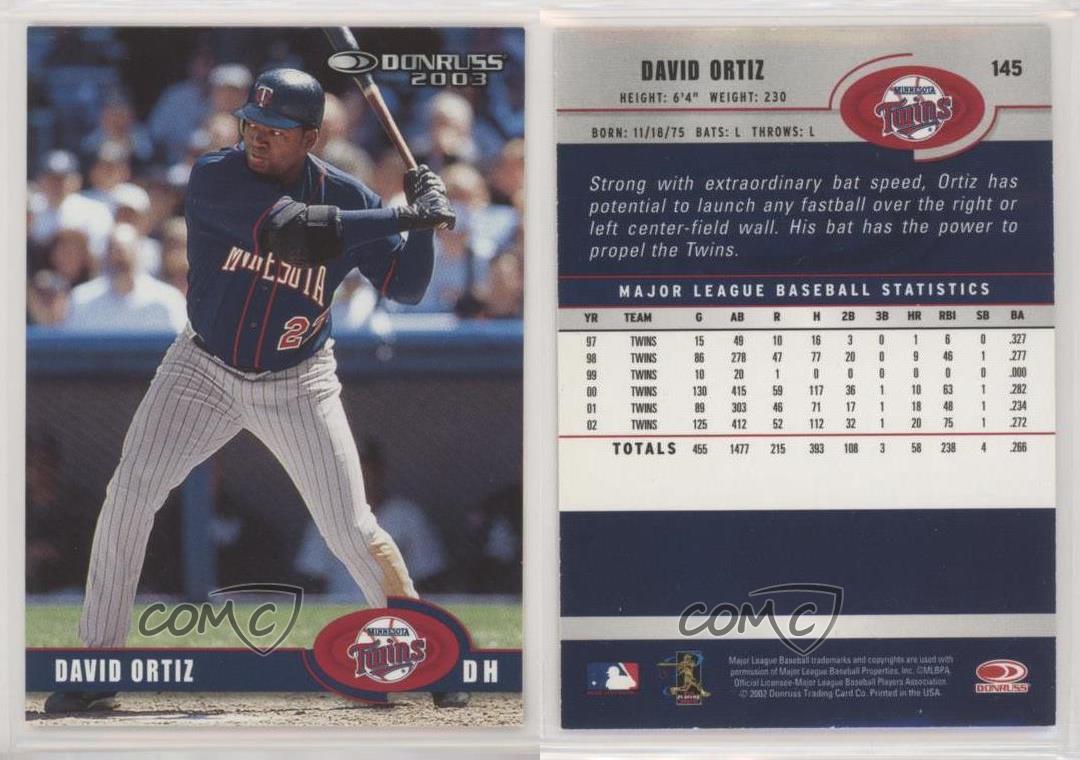 DONRUSS
2003
T
MINNESOTA
2
MINNESOTA
Twins
DAVID ORTIZ
DH
COMC
DAVID ORTIZ
145
HEIGHT: 6'4" WEIGHT: 230
BORN: 11/18/75 BATS: L THROWS: L
MINNESOTA
Twins
Strong with extraordinary bat speed, Ortiz has
potential to launch any fastball over the right or
left center-field wall. His bat has the power to
propel the Twins.
MAJOR LEAGUE BASEBALL STATISTICS
YR TEAM G AB R H 2B 3B HR RBI SB BA
97 TWINS 15 49 10 16 3 0 1 6 0 .327
98 TWINS 86 278 47 77 20 0 9 46 1 .277
99 TWINS 10 20 1 0 0 0 0 0 0 .000
00 TWINS 130 415 59 117 36 1 10 63 1 .282
01 TWINS 89 303 46 71 17 1 18 48 1 .234
02 TWINS 125 412 52 112 32 1 20 75 1 .272
TOTALS 455 1477 215 393 108 3 58 238 4 .266
COMC
Major League Baseball trademarks and copyrights are used with
permission of Major League Baseball Properties, Inc. ©MLBPA
Official Licensee-Major League Baseball Players Association.
© 2002 Donruss Trading Card Co. Printed in the USA.
PLAYERS
DONRUSS